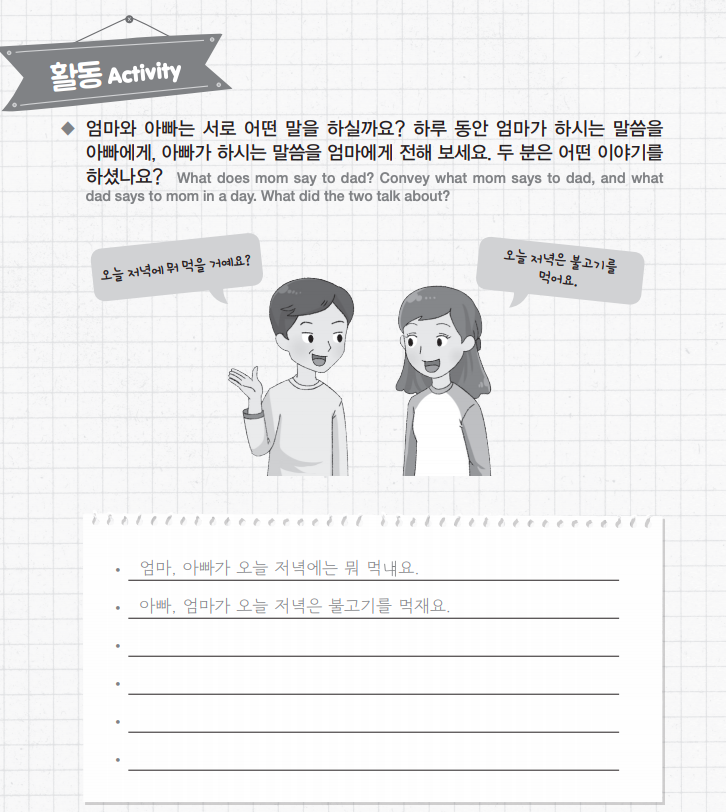 활동 Activity
◆ 엄마와 아빠는 서로 어떤 말을 하실까요? 하루 동안 엄마가 하시는 말씀을
아빠에게, 아빠가 하시는 말씀을 엄마에게 전해 보세요. 두 분은 어떤 이야기를
하셨나요? What does mom say to dad? Convey what mom says to dad, and what
dad says to mom in a day. What did the two talk about?
오늘 저녁에 뭐 먹을 거예요?
오늘 저녁은 불고기를
먹어요.
• 엄마, 아빠가 오늘 저녁에는 뭐 먹냬요.
• 아빠, 엄마가 오늘 저녁은 불고기를 먹재요.